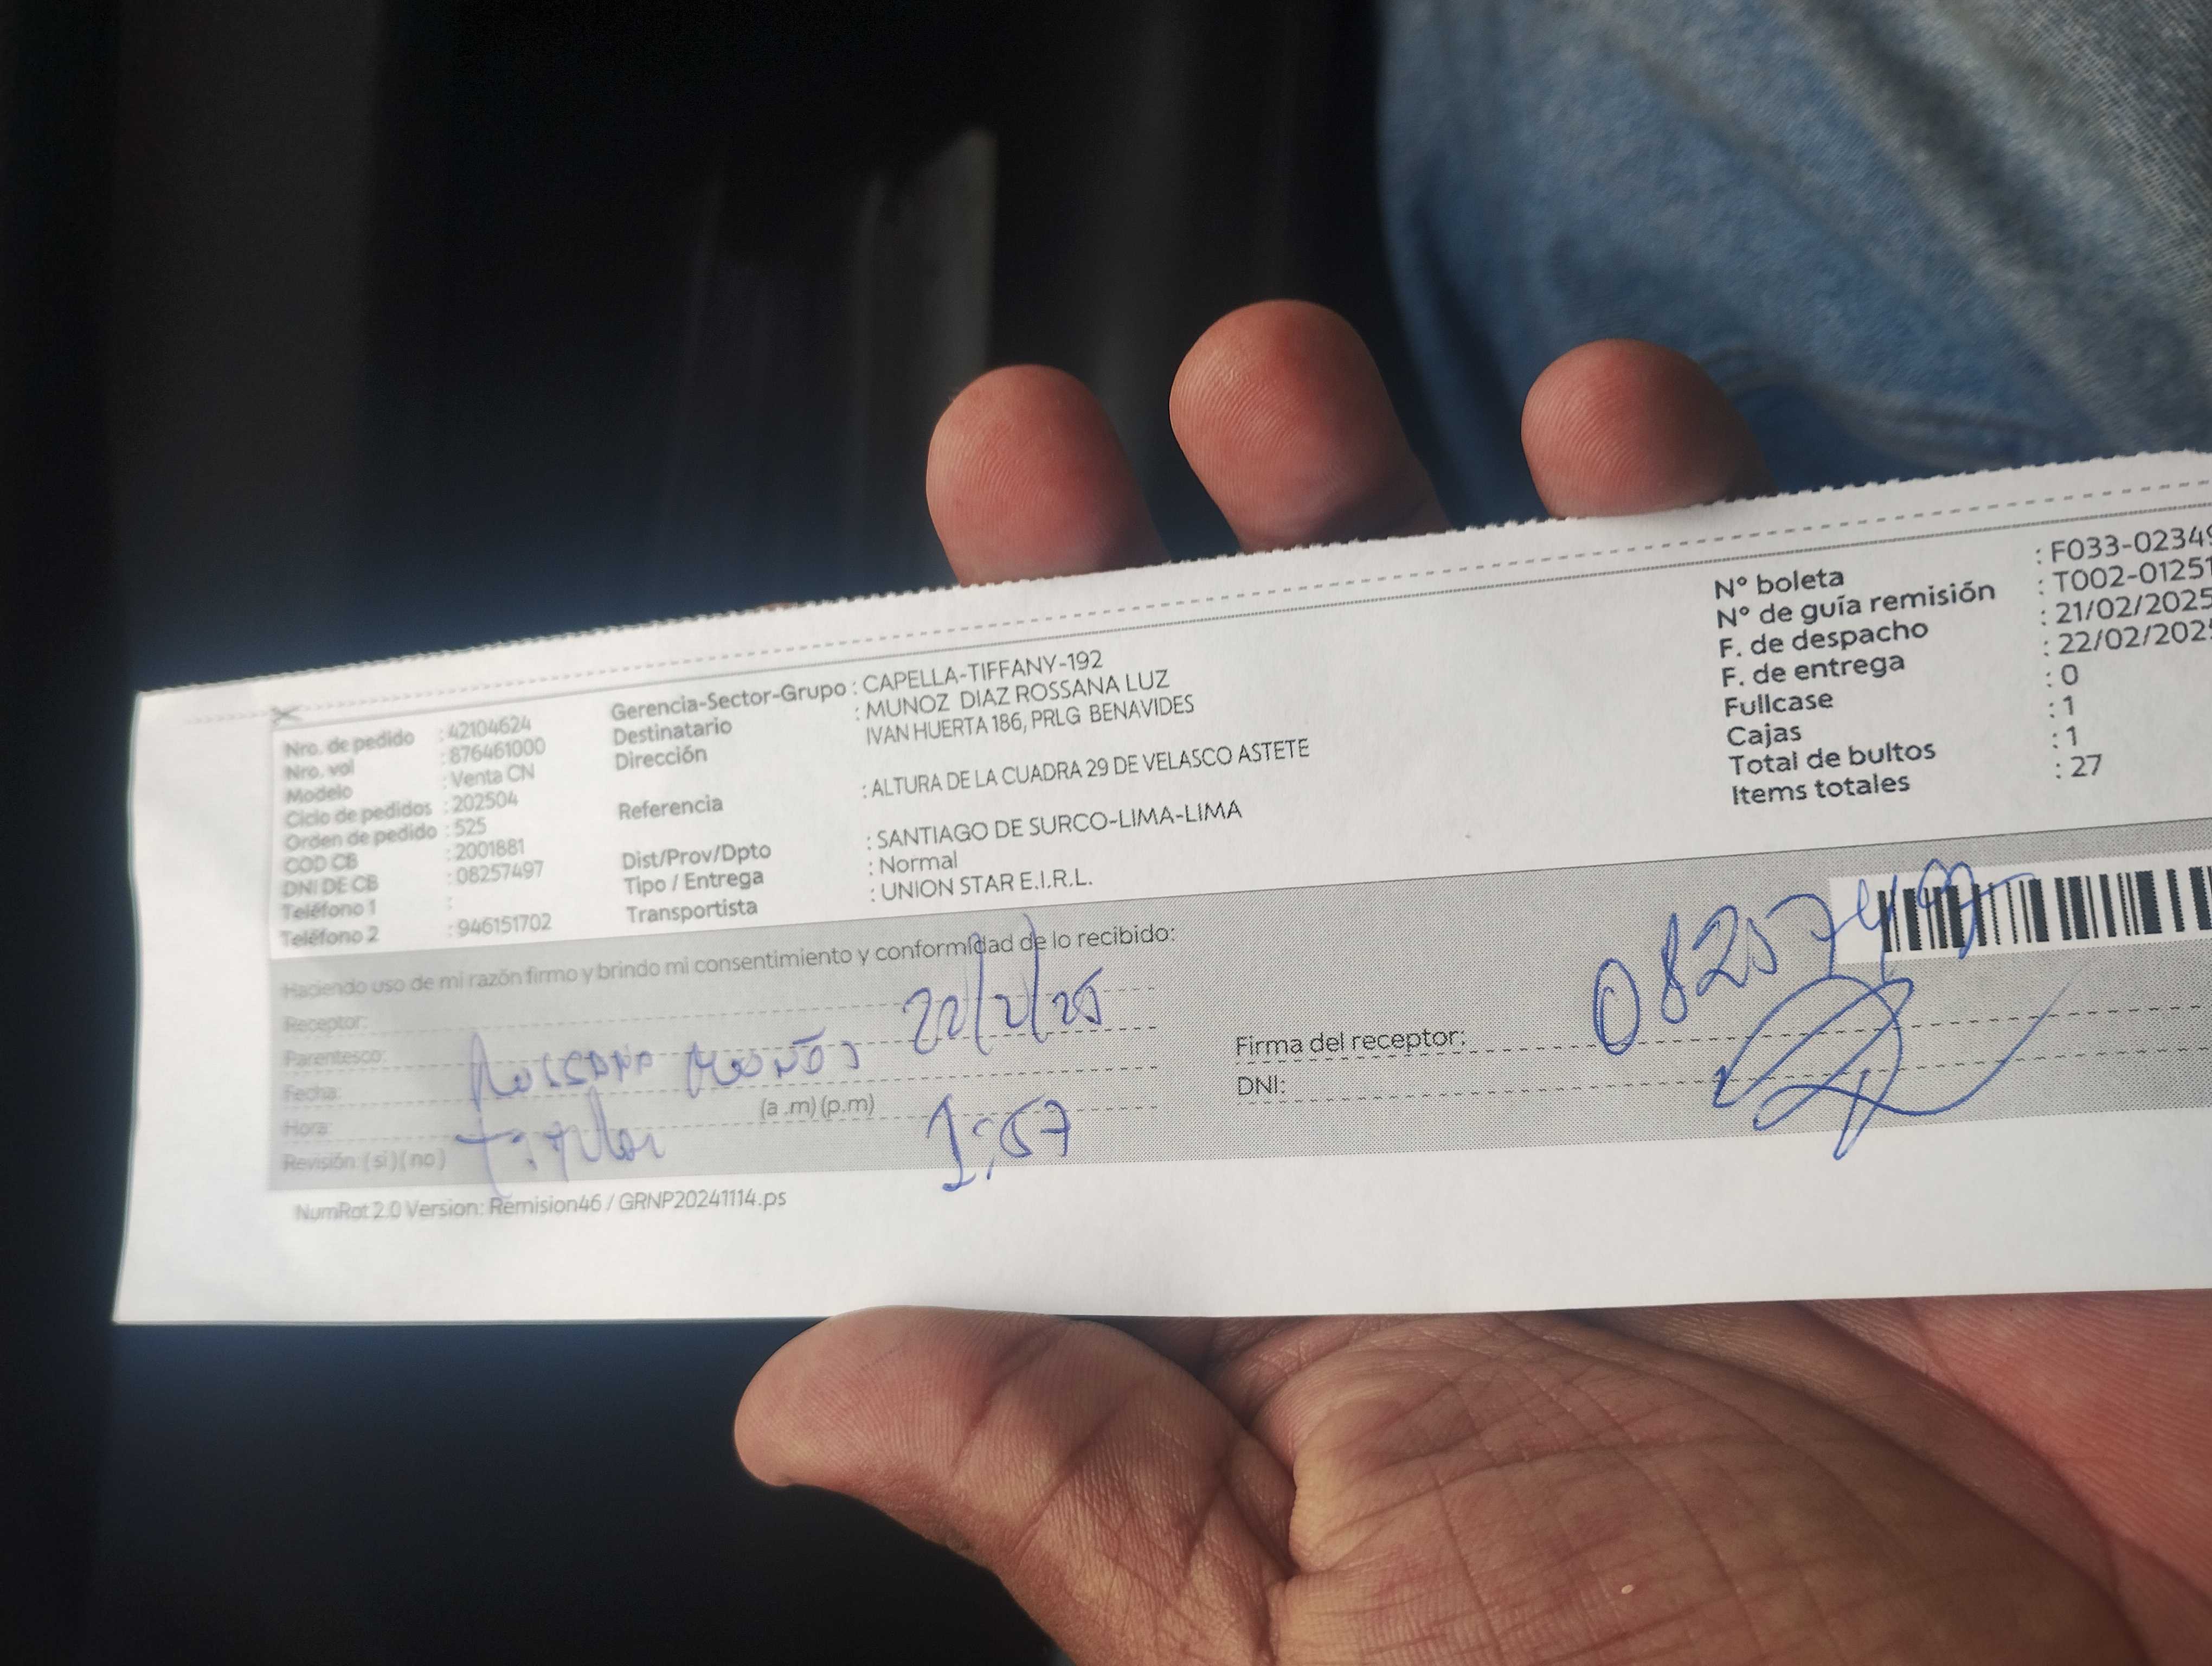 Nro. de pedido : 42104624
Nro. vol : 876461000
Modelo : Venta CN
Ciclo de pedidos : 202504
Orden de pedido : 525
COD CB : 2001881
DNI DE CB : 08257497
Teléfono 1 :
Teléfono 2 : 946151702
Gerencia-Sector-Grupo : CAPELLA-TIFFANY-192
Destinatario : MUNOZ DIAZ ROSSANA LUZ
Dirección IVAN HUERTA 186, PRLG BENAVIDES
Referencia : ALTURA DE LA CUADRA 29 DE VELASCO ASTETE
Dist/Prov/Dpto : SANTIAGO DE SURCO-LIMA-LIMA
Tipo / Entrega : Normal
Transportista : UNION STAR E.I.R.L.
N° boleta : F033-02349
N° de guía remisión : T002-01251
F. de despacho : 21/02/2025
F. de entrega : 22/02/202
Fullcase : 0
Cajas : 1
Total de bultos : 1
Items totales : 27
Haciendo uso de mi razón firmo y brindo mi consentimiento y conformidad de lo recibido:
Receptor:
Parentesco:
Fecha:
Hora: (a .m) (p.m)
Revisión: ( si ) ( no )
22/2/25
Rossana Muñoz
Titular
1:57
Firma del receptor:
DNI:
08257497
NumRot 2.0 Version: Remision46 / GRNP20241114.ps